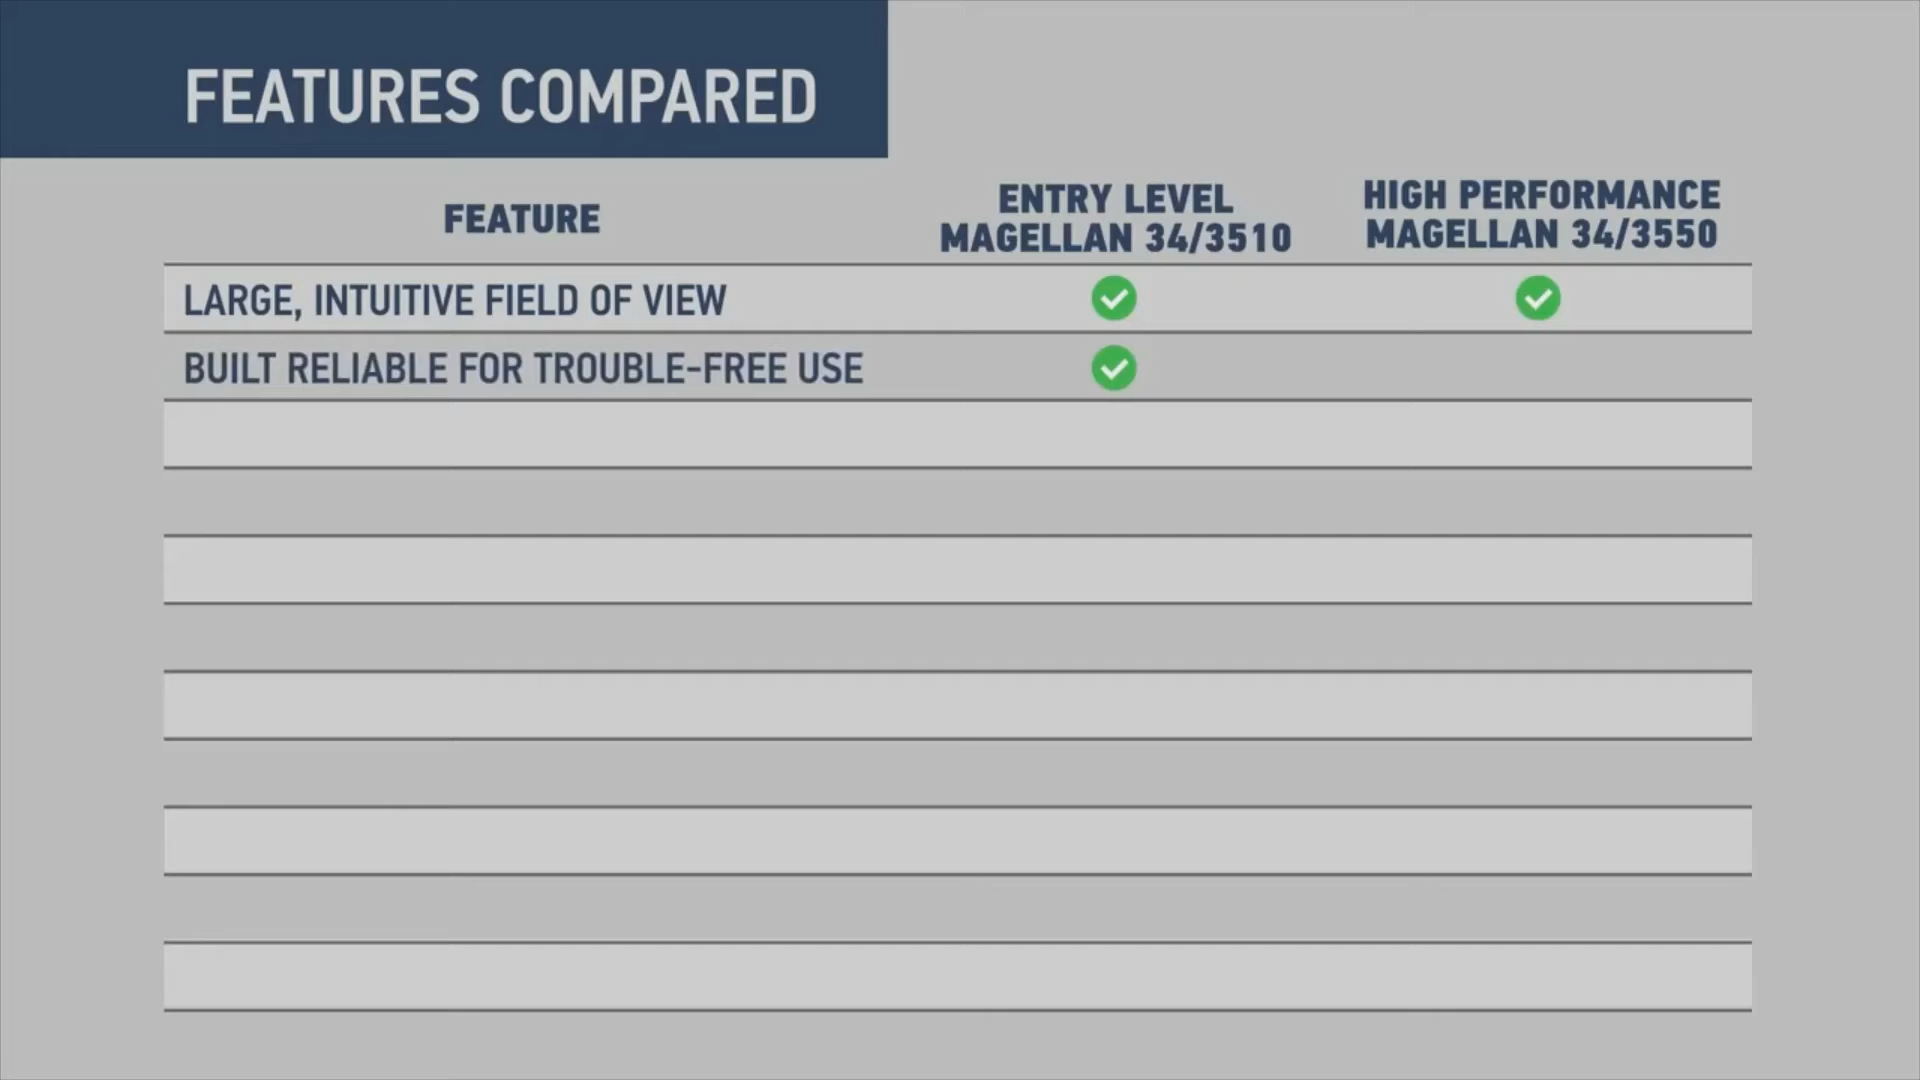 FEATURES COMPARED
FEATURE
ENTRY LEVEL
MAGELLAN 34/3510
HIGH PERFORMANCE
MAGELLAN 34/3550
LARGE, INTUITIVE FIELD OF VIEW
BUILT RELIABLE FOR TROUBLE-FREE USE